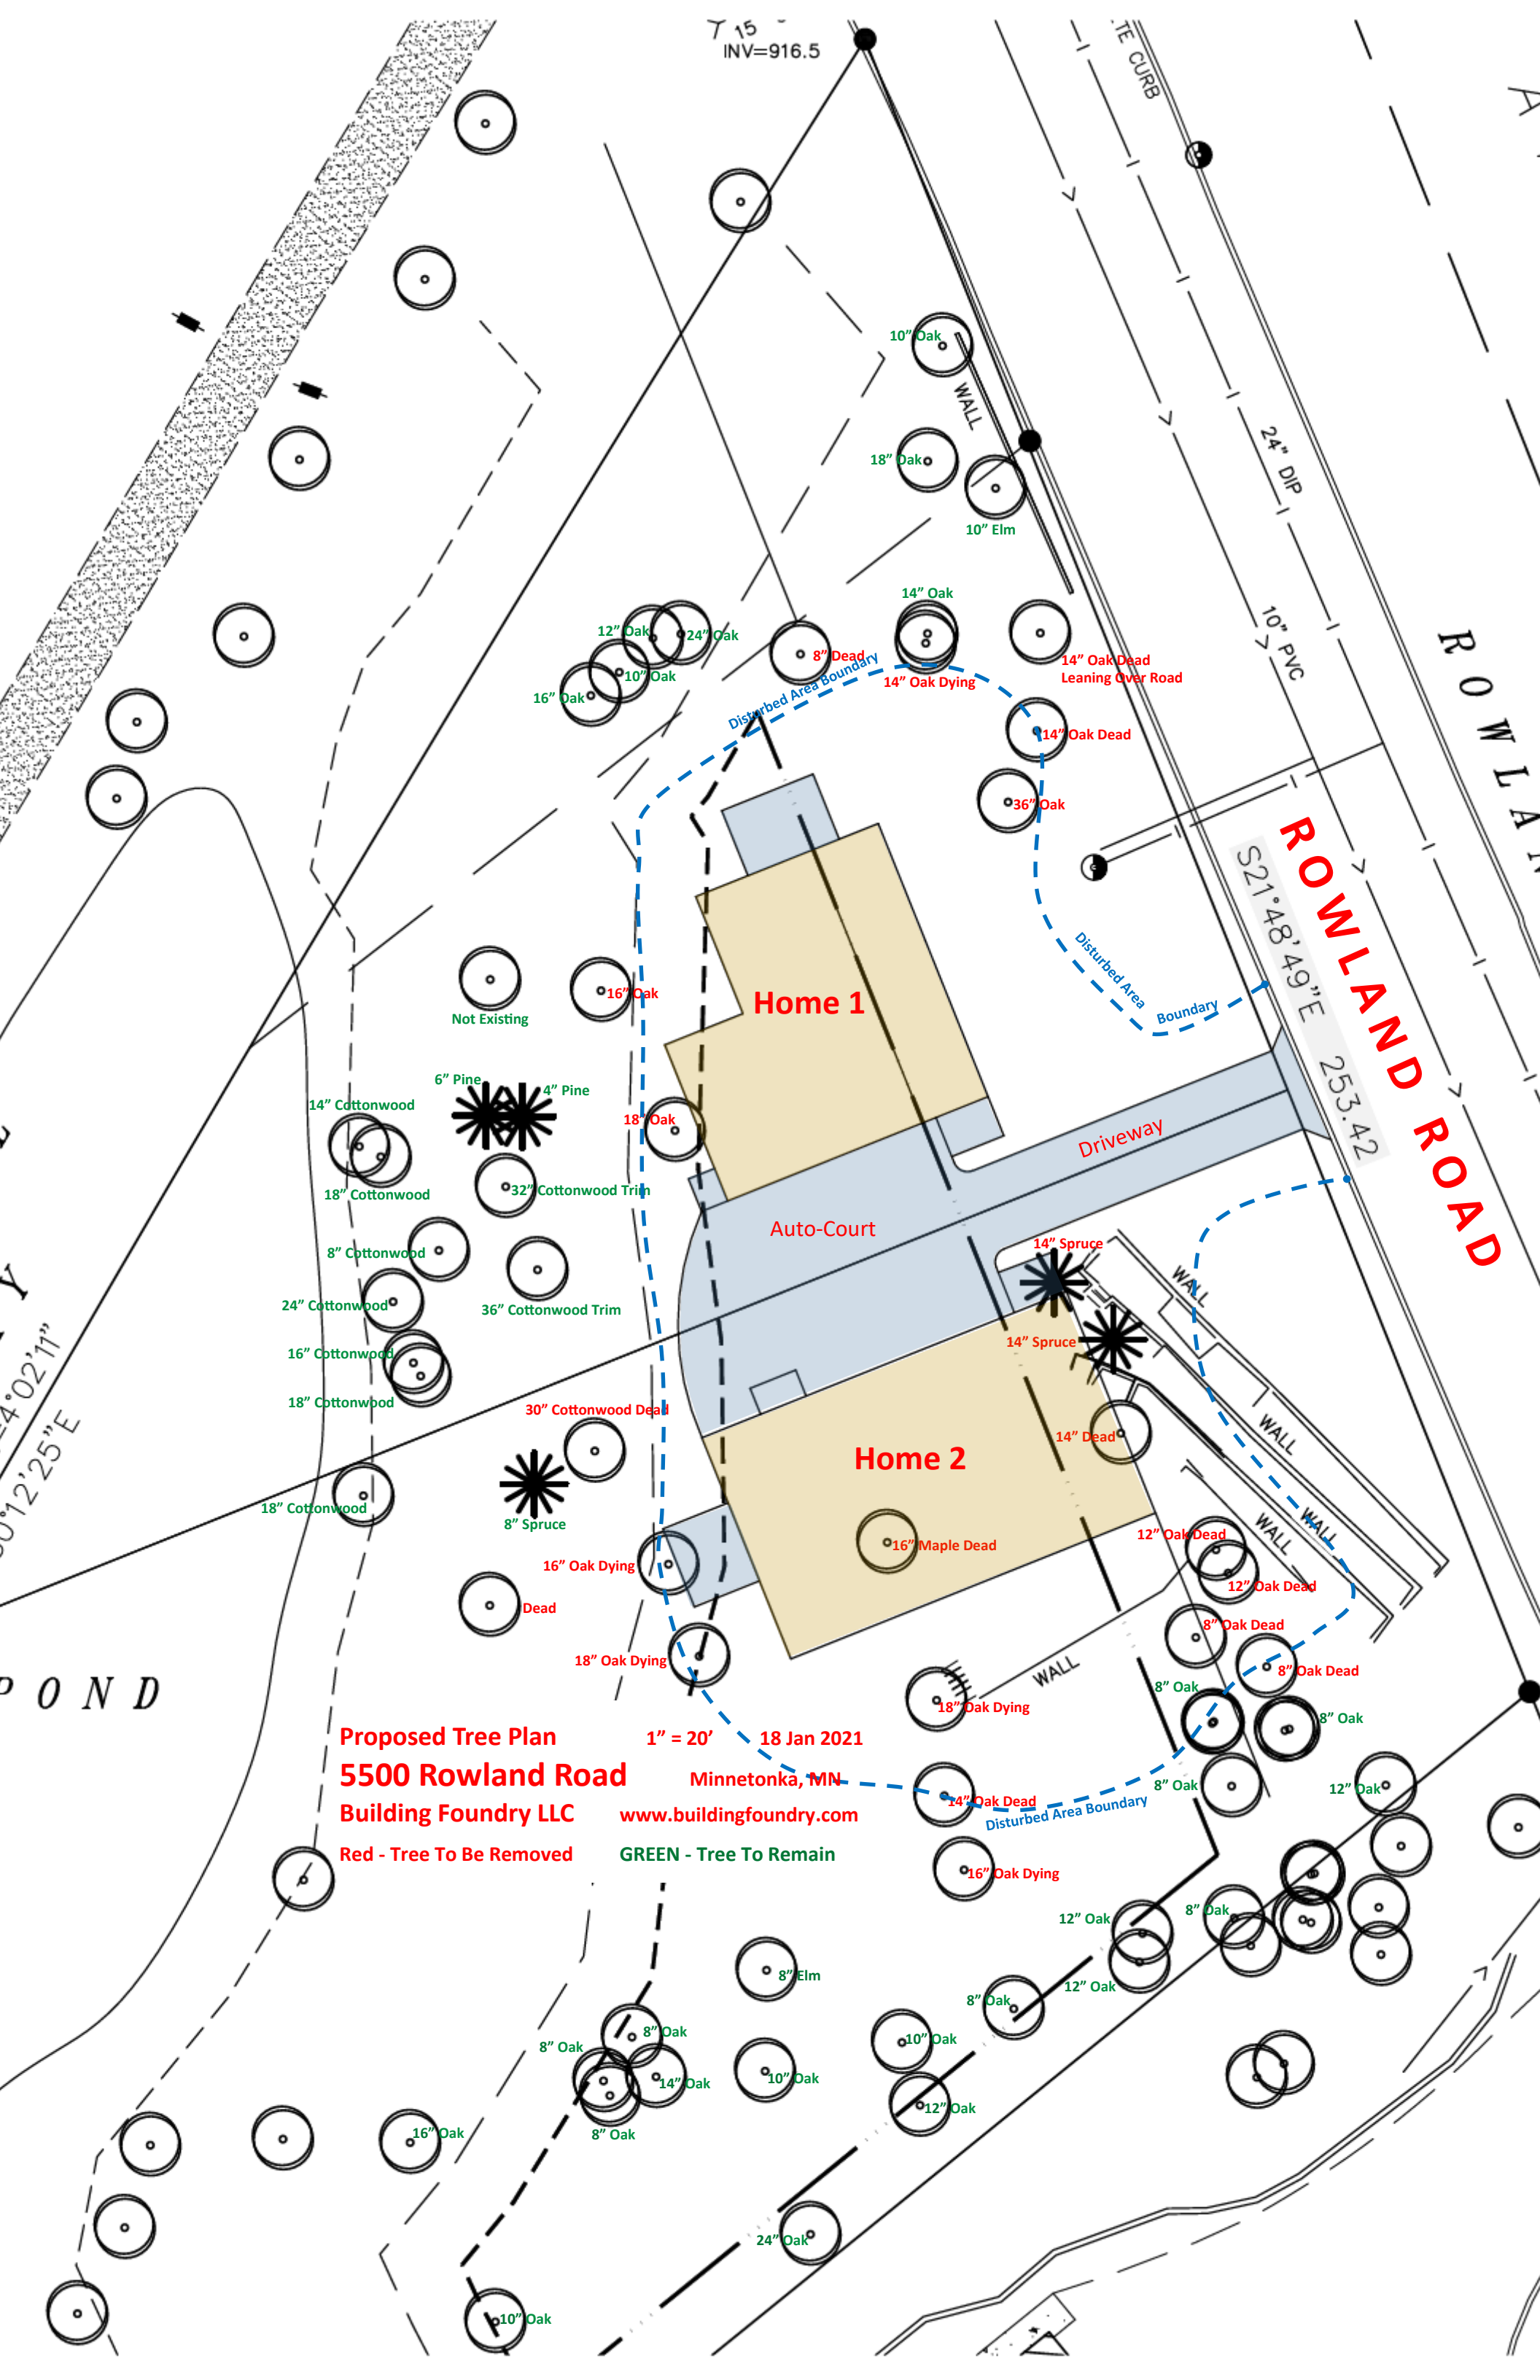 15
INV=916.5
TE CURB
A
10” Oak
WALL
18” Oak
24" DIP
10” Elm
14” Oak
12” Oak
24” Oak
10" PVC
8” Dead
14” Oak Dead
Leaning Over Road
10” Oak
16” Oak
14” Oak Dying
Disturbed Area Boundary
14” Oak Dead
ROWLA
36” Oak
ROWLAND ROAD
S21°48'49"E 253.42
Disturbed Area
Boundary
16” Oak
Home 1
Not Existing
6” Pine
4” Pine
14” Cottonwood
18” Oak
Driveway
18” Cottonwood
32” Cottonwood Trim
Auto-Court
14” Spruce
8” Cottonwood
WALL
24” Cottonwood
36” Cottonwood Trim
14” Spruce
4°02'11"
16” Cottonwood
18” Cottonwood
30” Cottonwood Dead
0°12'25"E
14” Dead
WALL
Home 2
18” Cottonwood
8” Spruce
WALL
WALL
12” Oak Dead
16” Maple Dead
16” Oak Dying
12” Oak Dead
Dead
8” Oak Dead
18” Oak Dying
WALL
8” Oak Dead
POND
8” Oak
18” Oak Dying
8” Oak
Proposed Tree Plan 1” = 20’ 18 Jan 2021
5500 Rowland Road Minnetonka, MN
8” Oak
12” Oak
14” Oak Dead
Disturbed Area Boundary
Building Foundry LLC www.buildingfoundry.com
Red - Tree To Be Removed GREEN - Tree To Remain
16” Oak Dying
12” Oak
8” Oak
8” Elm
12” Oak
8” Oak
8” Oak
10” Oak
8” Oak
10” Oak
14” Oak
12” Oak
8” Oak
16” Oak
24” Oak
10” Oak